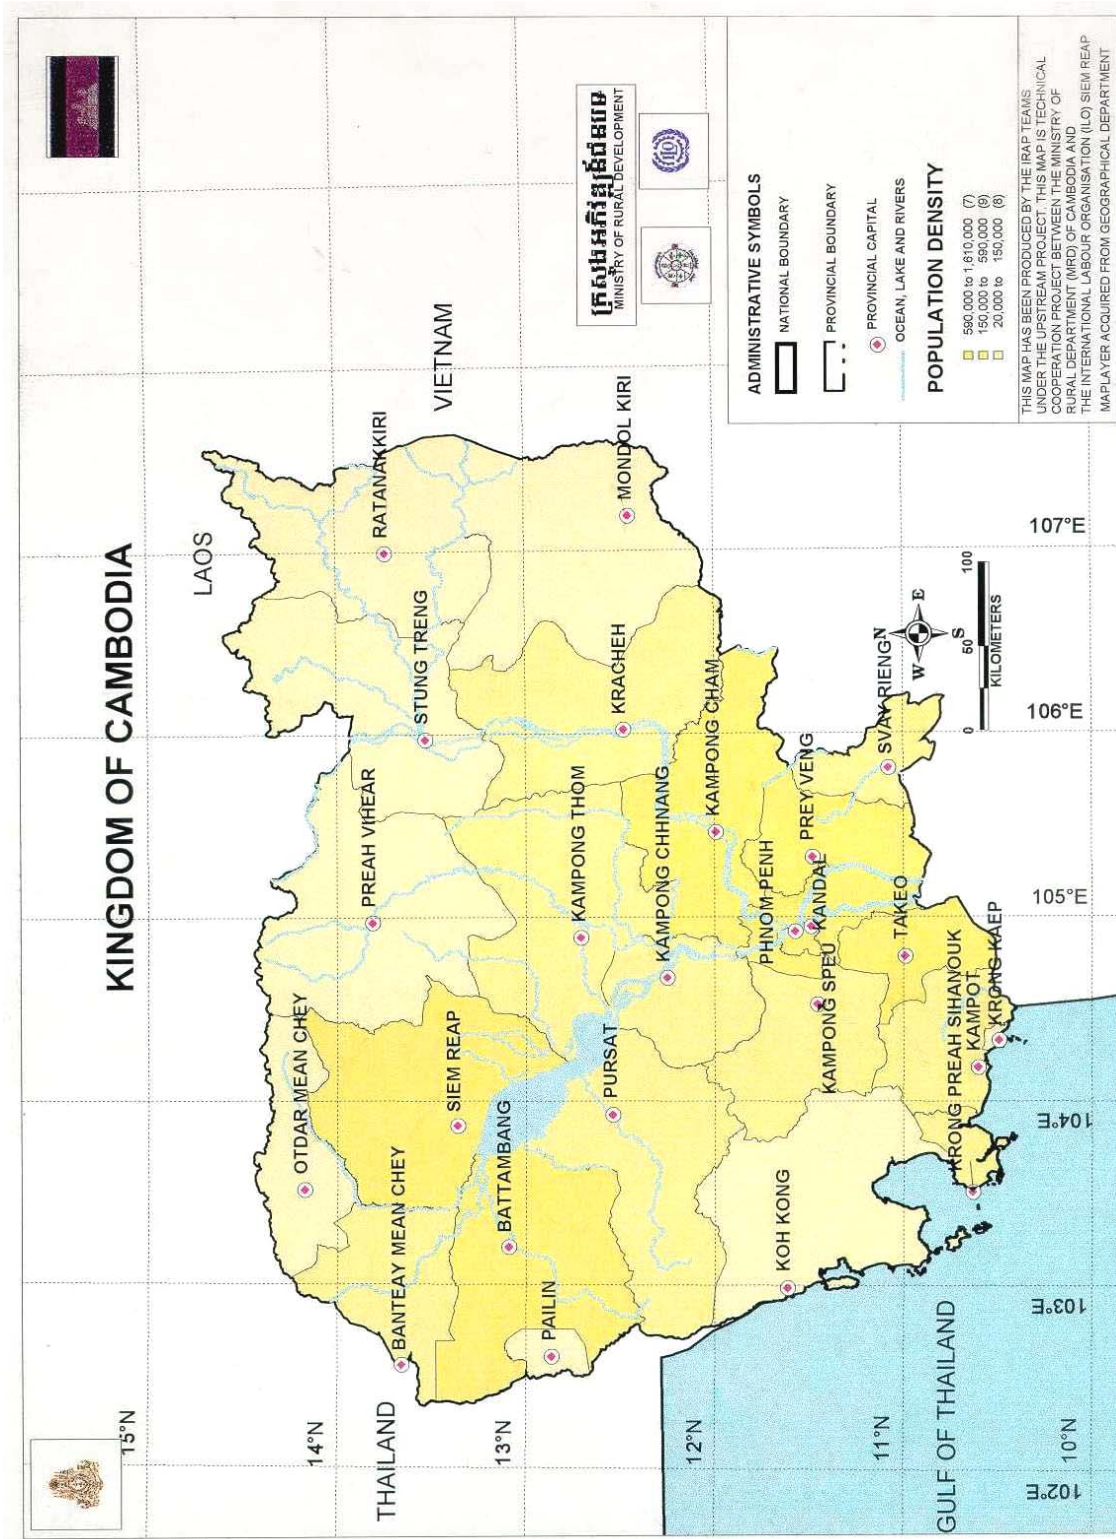 KINGDOM OF CAMBODIA
15°N
14°N
13°N
12°N
11°N
10°N
102°E
103°E
104°E
105°E
106°E
107°E
THAILAND
LAOS
VIETNAM
GULF OF THAILAND
OTDAR MEAN CHEY
BANTEAY MEAN CHEY
SIEM REAP
PREAH VIHEAR
STUNG TRENG
RATANAKKIRI
BATTAMBANG
PAILIN
PURSAT
KAMPONG THOM
KRACHEH
MONDOL KIRI
KAMPONG CHHNANG
KAMPONG CHAM
KOH KONG
KAMPONG SPEU
PHNOM PENH
KANDAL
PREY VENG
SVAY RIENG
TAKEO
KRONG PREAH SIHANOUK
KAMPOT
KRONG KAEP
N
W
E
S
0 50 100
KILOMETERS
MINISTRY OF RURAL DEVELOPMENT
ILO
ADMINISTRATIVE SYMBOLS
NATIONAL BOUNDARY
PROVINCIAL BOUNDARY
PROVINCIAL CAPITAL
OCEAN, LAKE AND RIVERS
POPULATION DENSITY
590,000 to 1,610,000 (7)
150,000 to 590,000 (9)
20,000 to 150,000 (8)
THIS MAP HAS BEEN PRODUCED BY THE IRAP TEAMS
UNDER THE UPSTREAM PROJECT. THIS MAP IS TECHNICAL
COOPERATION PROJECT BETWEEN THE MINISTRY OF
RURAL DEPARTMENT (MRD) OF CAMBODIA AND
THE INTERNATIONAL LABOUR ORGANISATION (ILO) SIEM REAP
MAPLAYER ACQUIRED FROM GEOGRAPHICAL DEPARTMENT